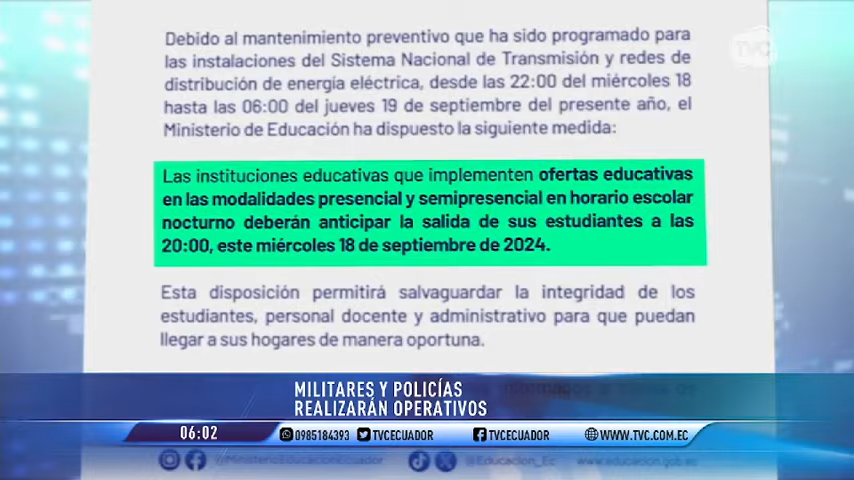 TVC
Debido al mantenimiento preventivo que ha sido programado para
las instalaciones del Sistema Nacional de Transmisión y redes de
distribución de energía eléctrica, desde las 22:00 del miércoles 18
hasta las 06:00 del jueves 19 de septiembre del presente año, el
Ministerio de Educación ha dispuesto la siguiente medida:
Las instituciones educativas que implementen ofertas educativas
en las modalidades presencial y semipresencial en horario escolar
nocturno deberán anticipar la salida de sus estudiantes a las
20:00, este miércoles 18 de septiembre de 2024.
Esta disposición permitirá salvaguardar la integridad de los
estudiantes, personal docente y administrativo para que puedan
llegar a sus hogares de manera oportuna.
MILITARES Y POLICÍAS
REALIZARÁN OPERATIVOS
06:02 0985184393 TVCECUADOR TVCECUADOR WWW.TVC.COM.EC
@MinisterioEducacionEcuador @Educacion_Ec www.educacion.gob.ec